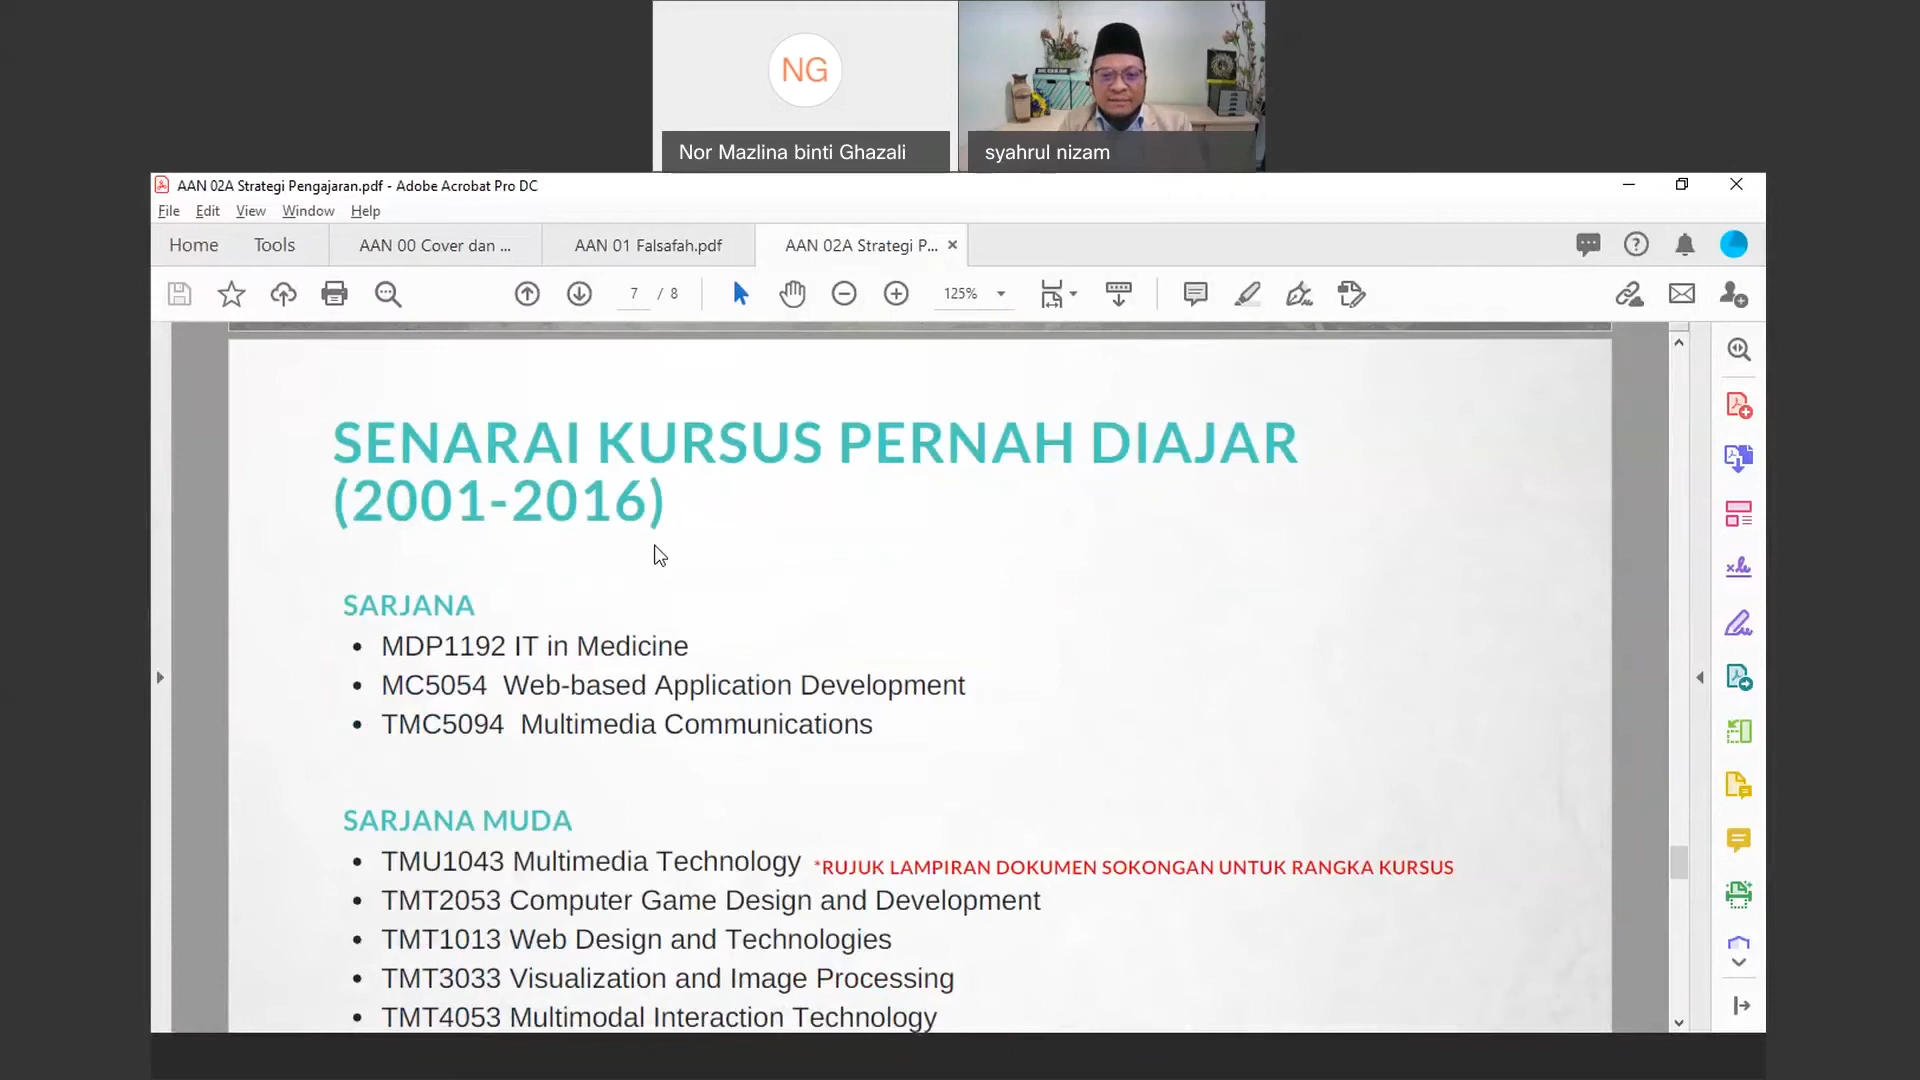 NG
Nor Mazlina binti Ghazali
syahrul nizam
AAN 02A Strategi Pengajaran.pdf - Adobe Acrobat Pro DC
File Edit View Window Help
Home Tools AAN 00 Cover dan ... AAN 01 Falsafah.pdf AAN 02A Strategi P... ×
7 / 8 125%
SENARAI KURSUS PERNAH DIAJAR
(2001-2016)
SARJANA
• MDP1192 IT in Medicine
• MC5054 Web-based Application Development
• TMC5094 Multimedia Communications
SARJANA MUDA
• TMU1043 Multimedia Technology *RUJUK LAMPIRAN DOKUMEN SOKONGAN UNTUK RANGKA KURSUS
• TMT2053 Computer Game Design and Development
• TMT1013 Web Design and Technologies
• TMT3033 Visualization and Image Processing
• TMT4053 Multimodal Interaction Technology